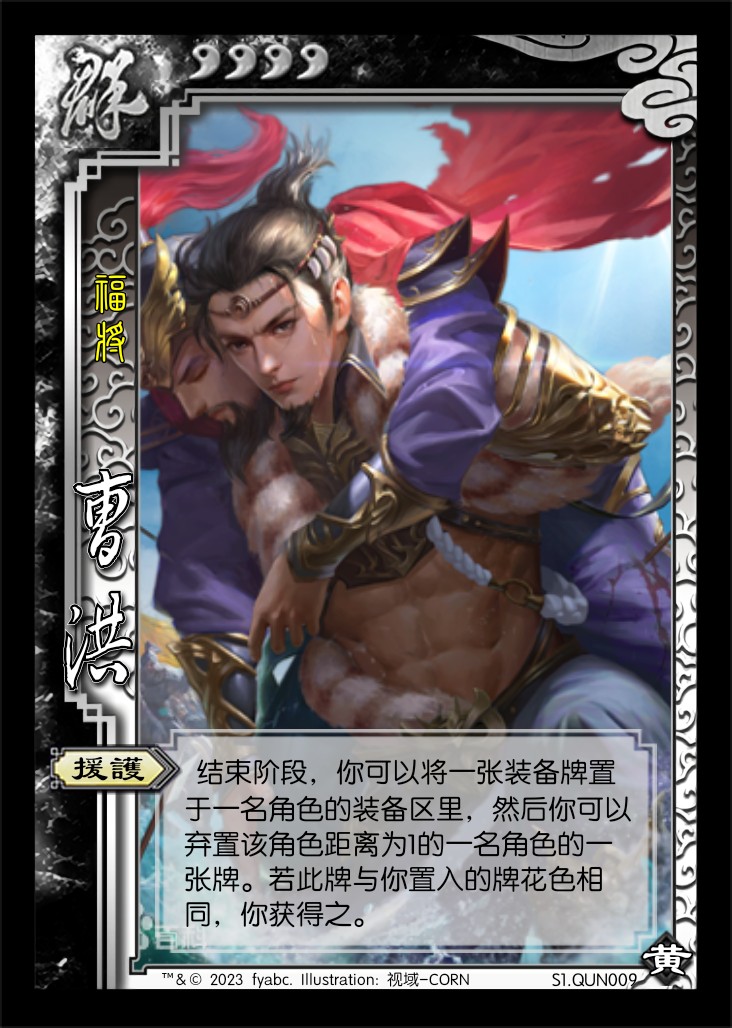 群
福将
曹洪
援護
结束阶段，你可以将一张装备牌置
于一名角色的装备区里，然后你可以
弃置该角色距离为1的一名角色的一
张牌。若此牌与你置入的牌花色相
同，你获得之。
™&© 2023 fyabc. Illustration: 视域-CORN
S1.QUN009
黄